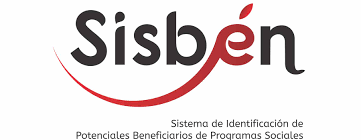 Sisbén
Sistema de Identificación de
Potenciales Beneficiarios de Programas Sociales